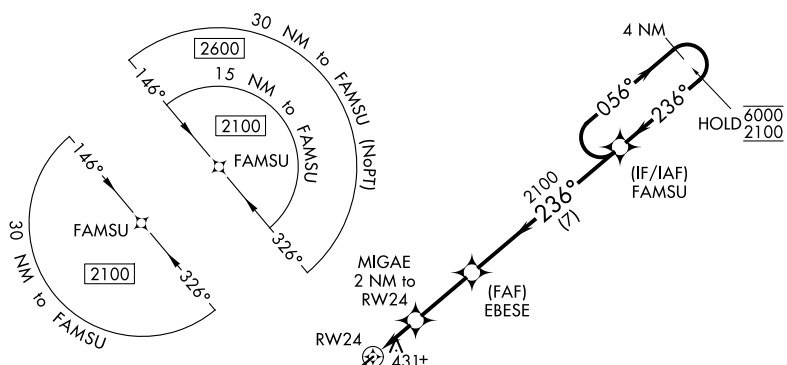 30 NM to FAMSU (NoPT)
2600
146°
15 NM to FAMSU
2100
FAMSU
326°
146°
FAMSU
2100
326°
30 NM to FAMSU
4 NM
056°
236°
HOLD 6000
2100
(IF/IAF)
FAMSU
2100
236°
(7)
MIGAE
2 NM to
RW24
(FAF)
EBESE
RW24
431±